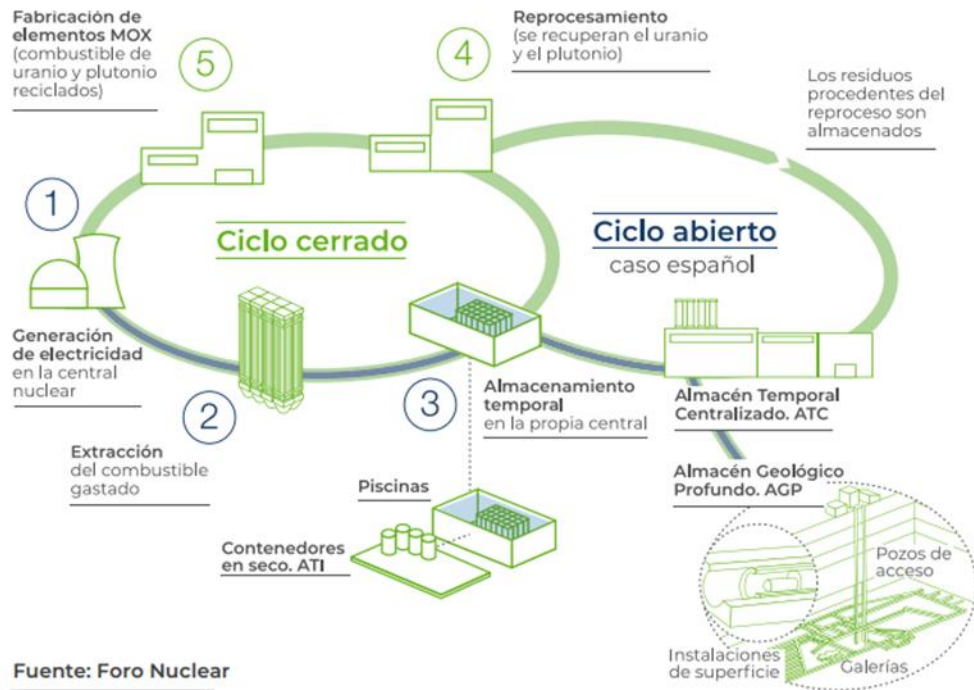 Fabricación de
elementos MOX
(combustible de
uranio y plutonio
reciclados)
5
4
Reprocesamiento
(se recuperan el uranio
y el plutonio)
Los residuos
procedentes del
reproceso son
almacenados
1
Ciclo cerrado
Ciclo abierto
caso español
Generación
de electricidad
en la central
nuclear
2
Extracción
del combustible
gastado
3
Almacenamiento
temporal
en la propia central
Almacén Temporal
Centralizado. ATC
Almacén Geológico
Profundo. AGP
Piscinas
Contenedores
en seco. ATI
Pozos de
acceso
Instalaciones
de superficie
Galerías
Fuente: Foro Nuclear